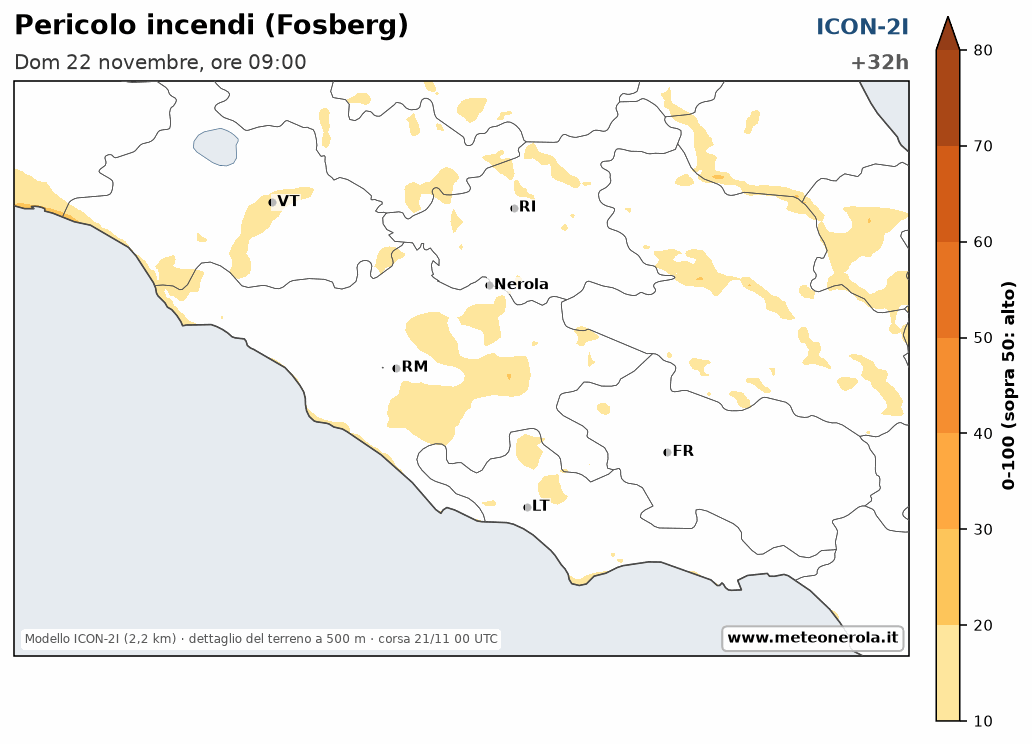 Pericolo incendi (Fosberg)
ICON-2I
Dom 22 novembre, ore 09:00
+32h
VT
RI
Nerola
RM
FR
LT
Modello ICON-2I (2,2 km) · dettaglio del terreno a 500 m · corsa 21/11 00 UTC
www.meteonerola.it
80
70
60
50
40
30
20
10
0-100 (sopra 50: alto)